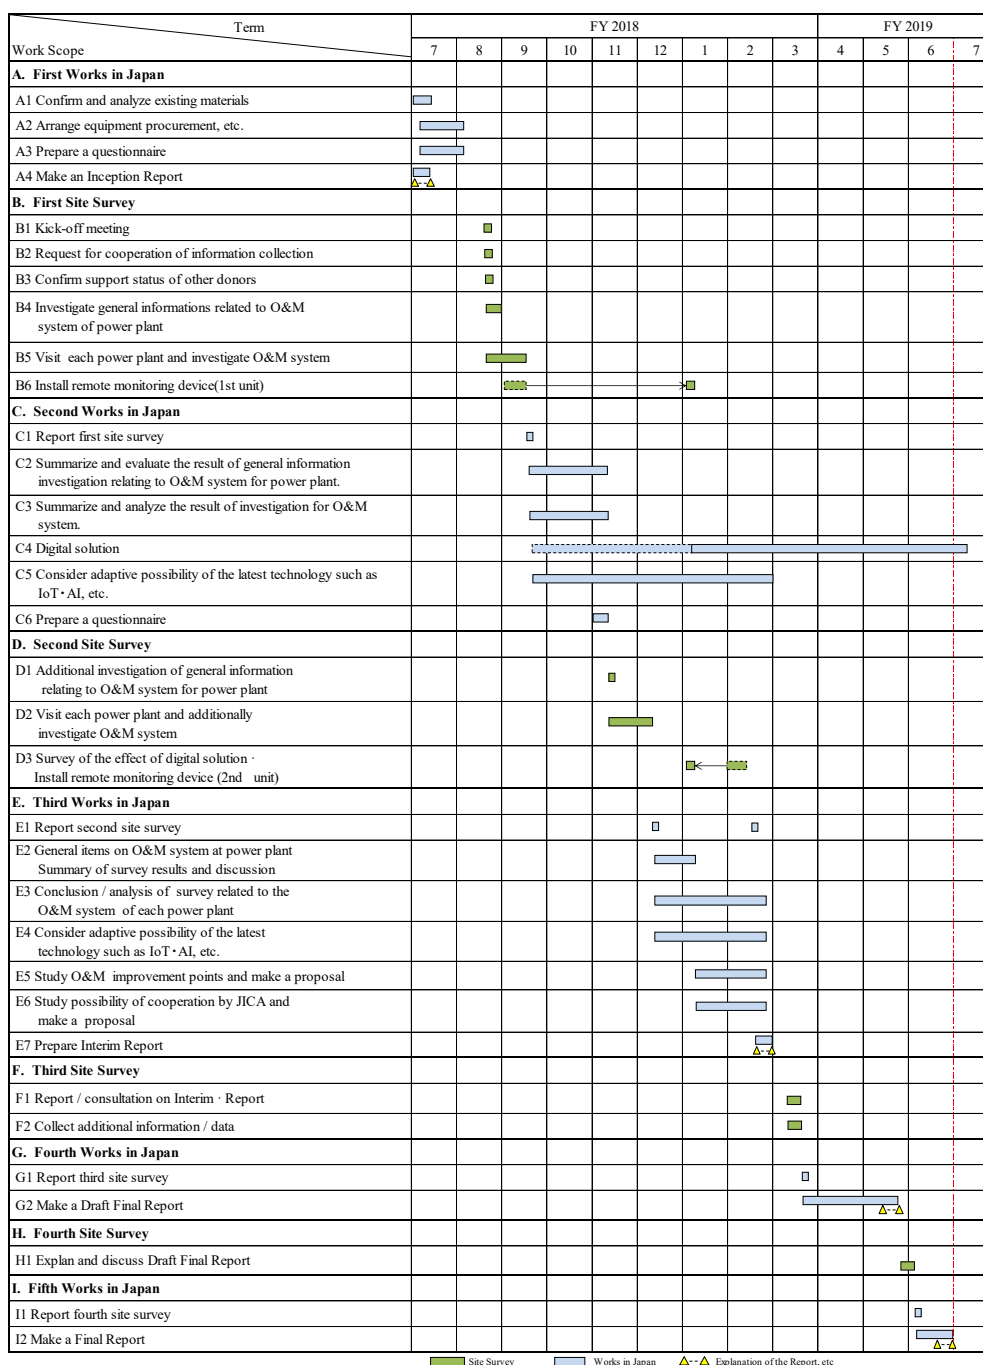 Term
FY 2018
FY 2019
Work Scope
7 8 9 10 11 12 1 2 3 4 5 6 7
A. First Works in Japan
A1 Confirm and analyze existing materials
A2 Arrange equipment procurement, etc.
A3 Prepare a questionnaire
A4 Make an Inception Report
B. First Site Survey
B1 Kick-off meeting
B2 Request for cooperation of information collection
B3 Confirm support status of other donors
B4 Investigate general informations related to O&M
system of power plant
B5 Visit each power plant and investigate O&M system
B6 Install remote monitoring device(1st unit)
C. Second Works in Japan
C1 Report first site survey
C2 Summarize and evaluate the result of general information
investigation relating to O&M system for power plant.
C3 Summarize and analyze the result of investigation for O&M
system.
C4 Digital solution
C5 Consider adaptive possibility of the latest technology such as
IoT・AI, etc.
C6 Prepare a questionnaire
D. Second Site Survey
D1 Additional investigation of general information
relating to O&M system for power plant
D2 Visit each power plant and additionally
investigate O&M system
D3 Survey of the effect of digital solution ·
Install remote monitoring device (2nd unit)
E. Third Works in Japan
E1 Report second site survey
E2 General items on O&M system at power plant
Summary of survey results and discussion
E3 Conclusion / analysis of survey related to the
O&M system of each power plant
E4 Consider adaptive possibility of the latest
technology such as IoT・AI, etc.
E5 Study O&M improvement points and make a proposal
E6 Study possibility of cooperation by JICA and
make a proposal
E7 Prepare Interim Report
F. Third Site Survey
F1 Report / consultation on Interim · Report
F2 Collect additional information / data
G. Fourth Works in Japan
G1 Report third site survey
G2 Make a Draft Final Report
H. Fourth Site Survey
H1 Explan and discuss Draft Final Report
I. Fifth Works in Japan
I1 Report fourth site survey
I2 Make a Final Report
Site Survey Works in Japan Explanation of the Report, etc